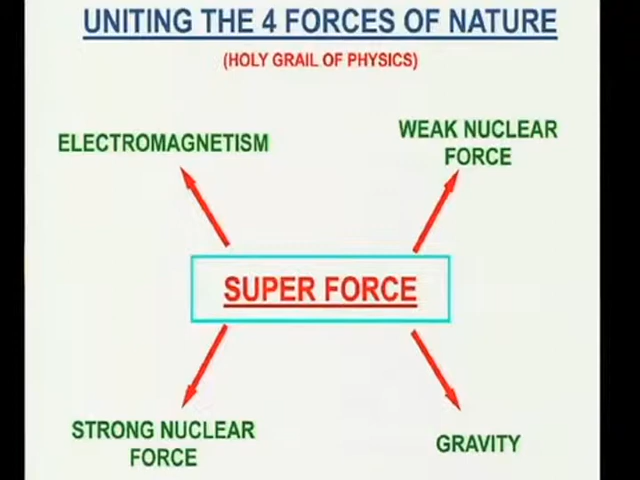 UNITING THE 4 FORCES OF NATURE
(HOLY GRAIL OF PHYSICS)
ELECTROMAGNETISM
WEAK NUCLEAR
FORCE
SUPER FORCE
STRONG NUCLEAR
FORCE
GRAVITY